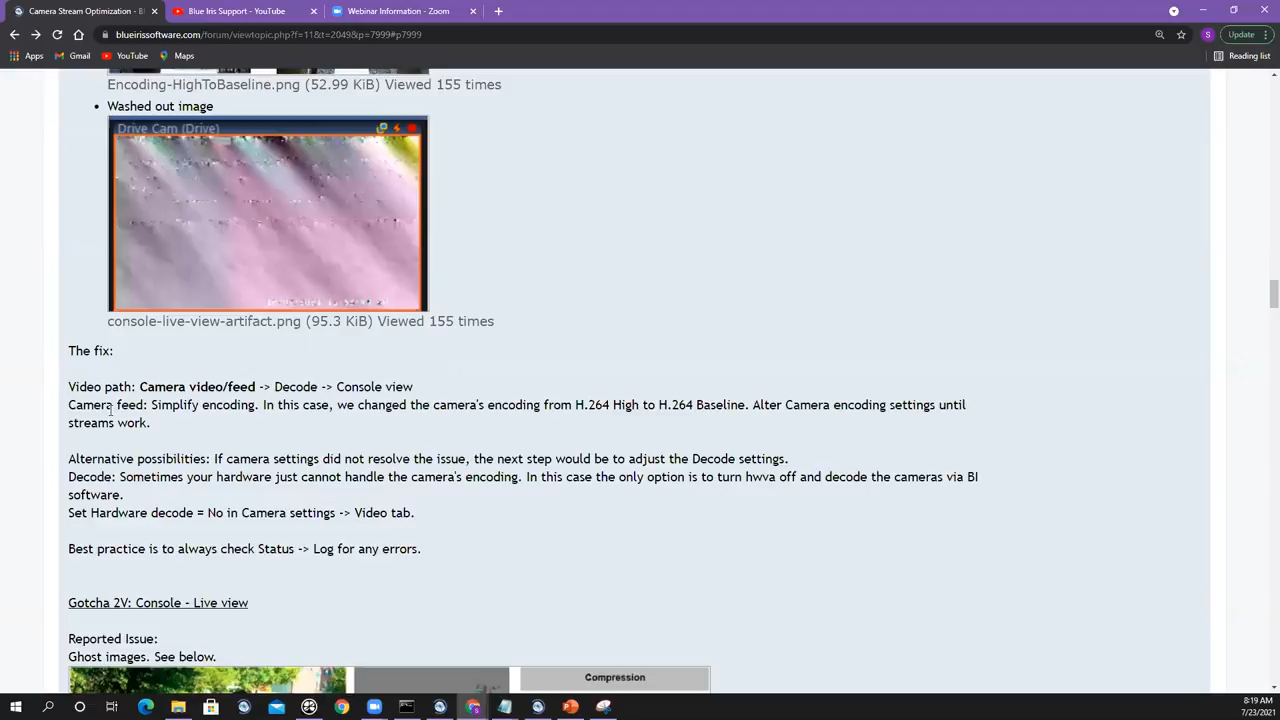 Camera Stream Optimization - Bl
Blue Iris Support - YouTube
Webinar Information - Zoom
blueirissoftware.com/forum/viewtopic.php?f=11&t=2049&p=7999#p7999
S
Update
Apps
Gmail
YouTube
Maps
Reading list
Encoding-HighToBaseline.png (52.99 KiB) Viewed 155 times
• Washed out image
Drive Cam (Drive)
console-live-view-artifact.png (95.3 KiB) Viewed 155 times
The fix:
Video path: Camera video/feed -> Decode -> Console view
Camera feed: Simplify encoding. In this case, we changed the camera's encoding from H.264 High to H.264 Baseline. Alter Camera encoding settings until
streams work.
Alternative possibilities: If camera settings did not resolve the issue, the next step would be to adjust the Decode settings.
Decode: Sometimes your hardware just cannot handle the camera's encoding. In this case the only option is to turn hwva off and decode the cameras via BI
software.
Set Hardware decode = No in Camera settings -> Video tab.
Best practice is to always check Status -> Log for any errors.
Gotcha 2V: Console - Live view
Reported Issue:
Ghost images. See below.
Compression
8:19 AM
7/23/2021